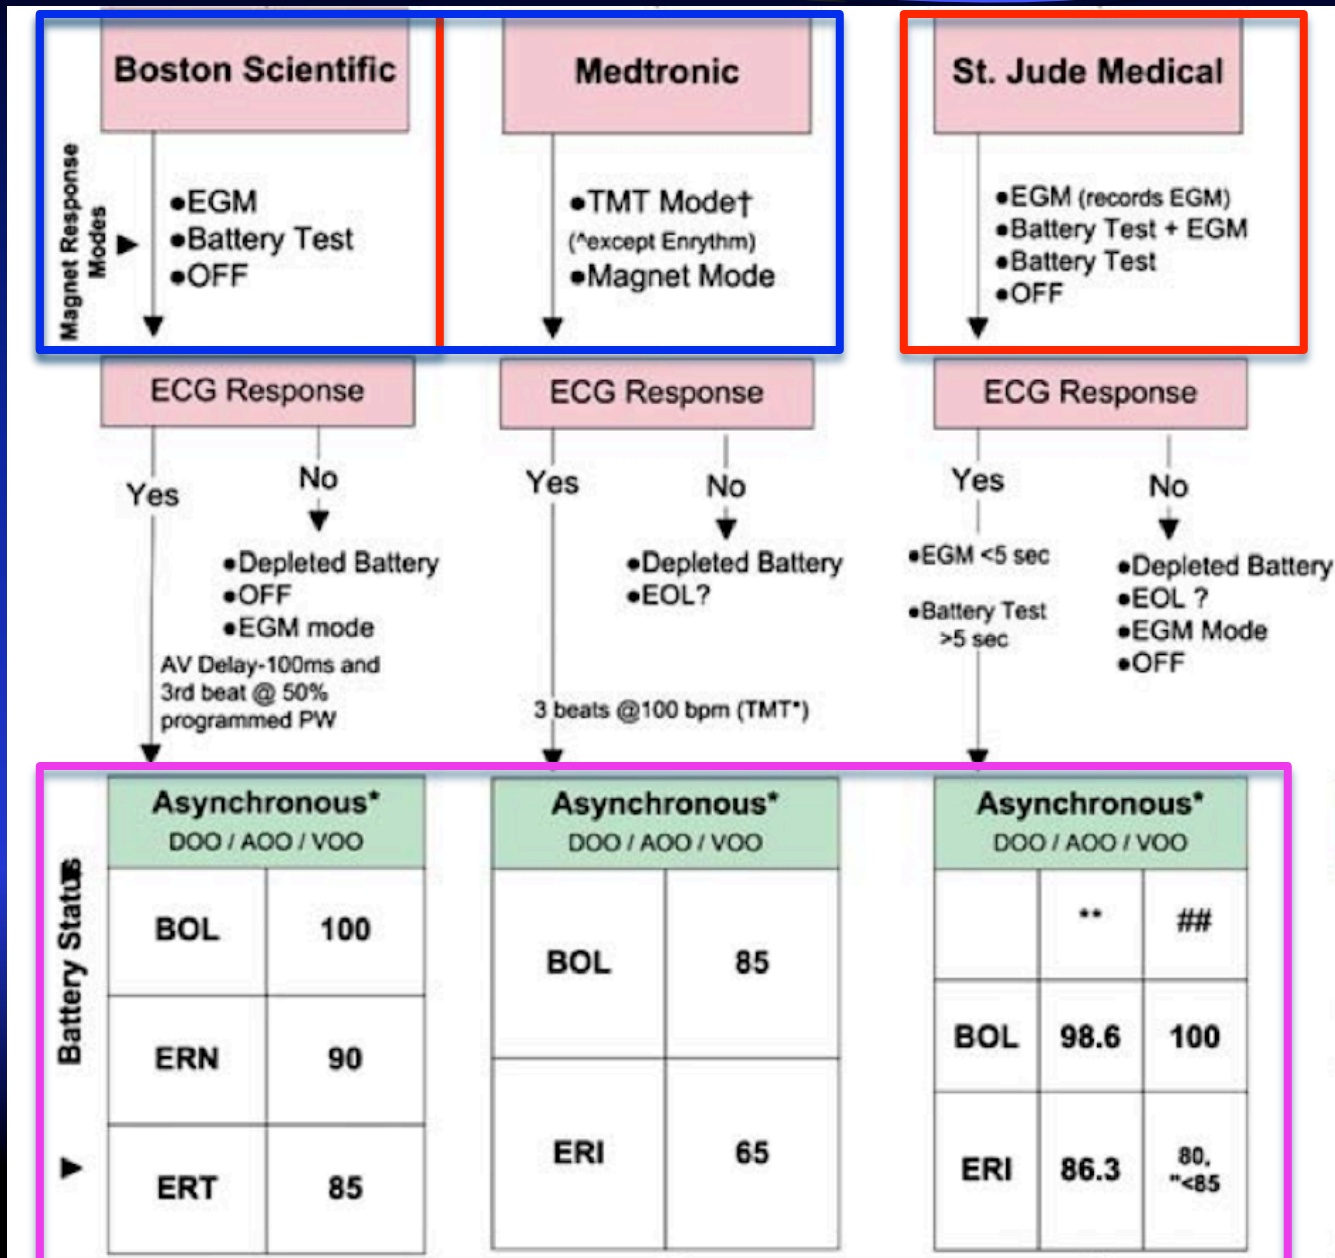 Boston Scientific
Magnet Response
Modes
●EGM
●Battery Test
●OFF
ECG Response
Yes
No
●Depleted Battery
●OFF
●EGM mode
AV Delay-100ms and
3rd beat @ 50%
programmed PW
Medtronic
●TMT Mode†
(^except Enrythm)
●Magnet Mode
ECG Response
Yes
No
●Depleted Battery
●EOL?
3 beats @100 bpm (TMT*)
St. Jude Medical
●EGM (records EGM)
●Battery Test + EGM
●Battery Test
●OFF
ECG Response
Yes
No
●EGM <5 sec
●Battery Test
>5 sec
●Depleted Battery
●EOL ?
●EGM Mode
●OFF
Battery Status
Asynchronous*
DOO / AOO / VOO
BOL 100
ERN 90
ERT 85
Asynchronous*
DOO / AOO / VOO
BOL 85
ERI 65
Asynchronous*
DOO / AOO / VOO
** ##
BOL 98.6 100
ERI 86.3 80,
"<85